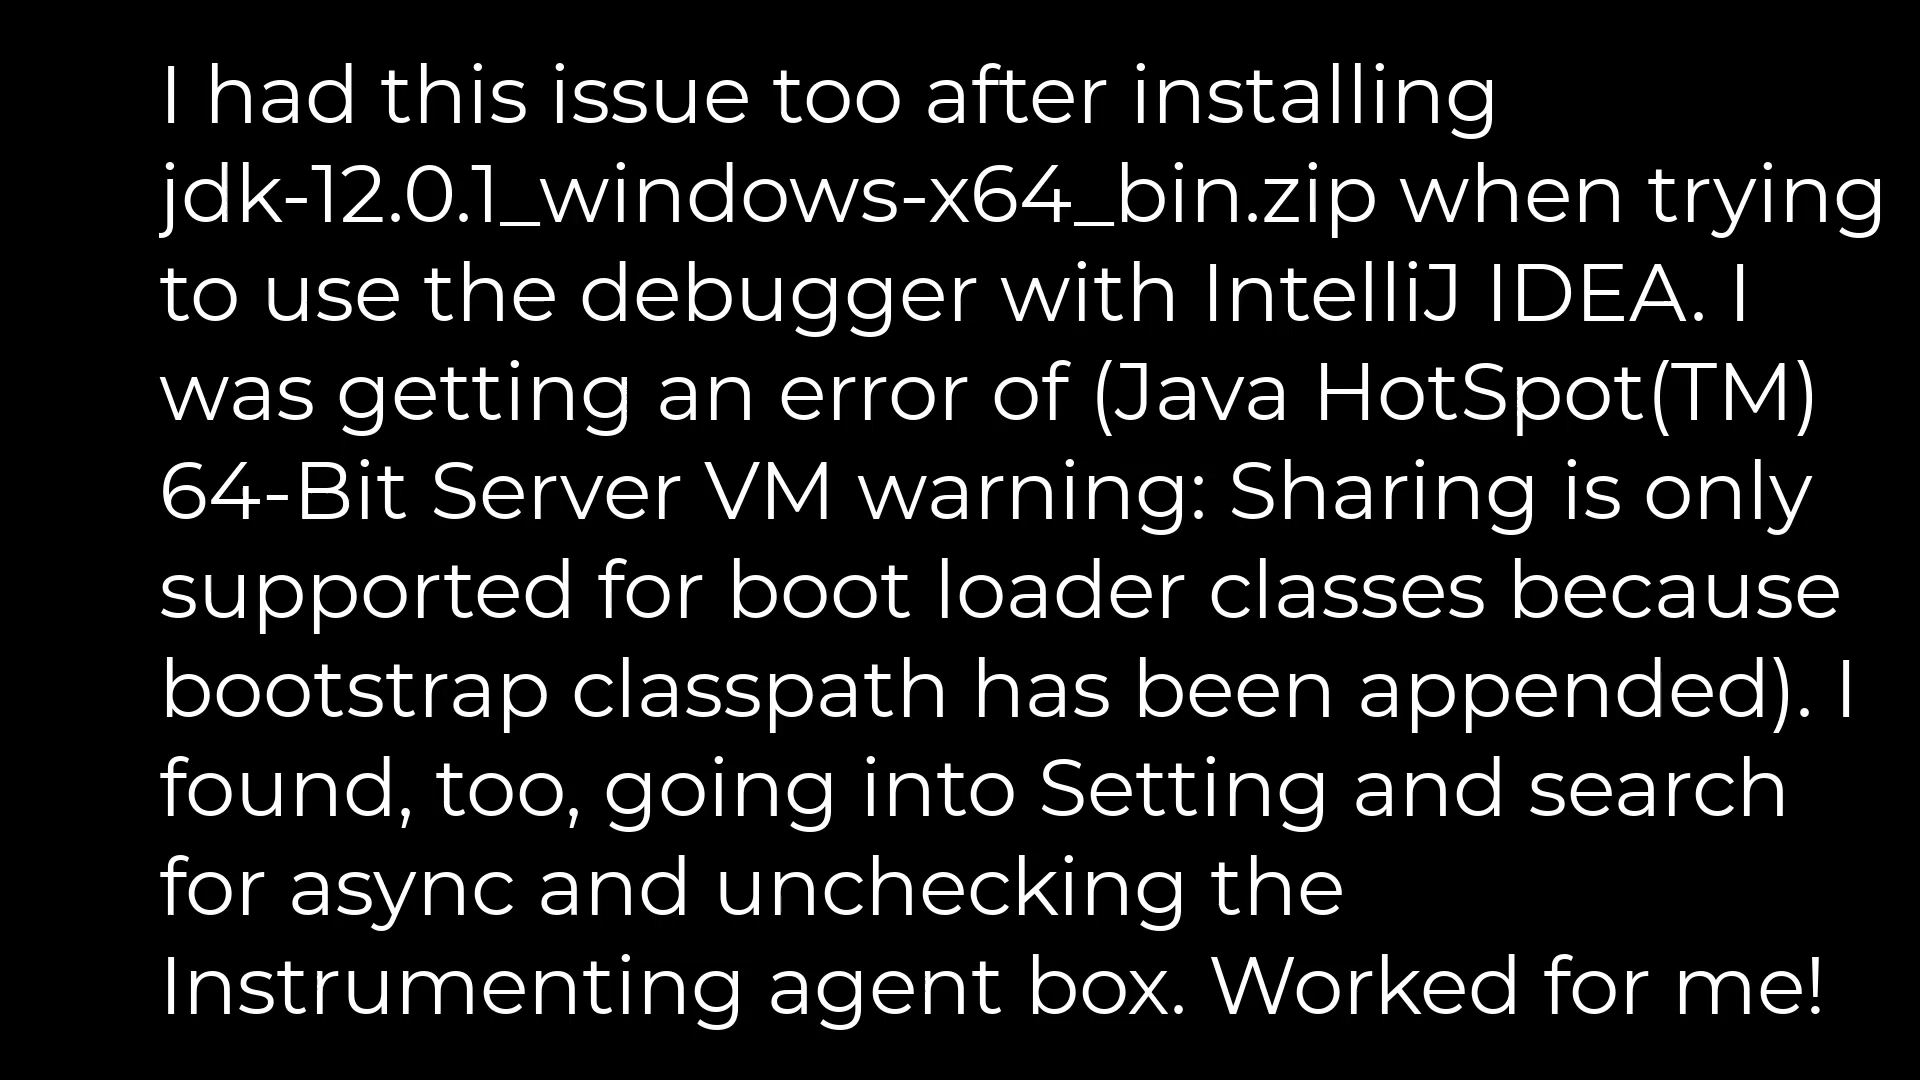 I had this issue too after installing
jdk-12.0.1_windows-x64_bin.zip when trying
to use the debugger with IntelliJ IDEA. I
was getting an error of (Java HotSpot(TM)
64-Bit Server VM warning: Sharing is only
supported for boot loader classes because
bootstrap classpath has been appended). I
found, too, going into Setting and search
for async and unchecking the
Instrumenting agent box. Worked for me!